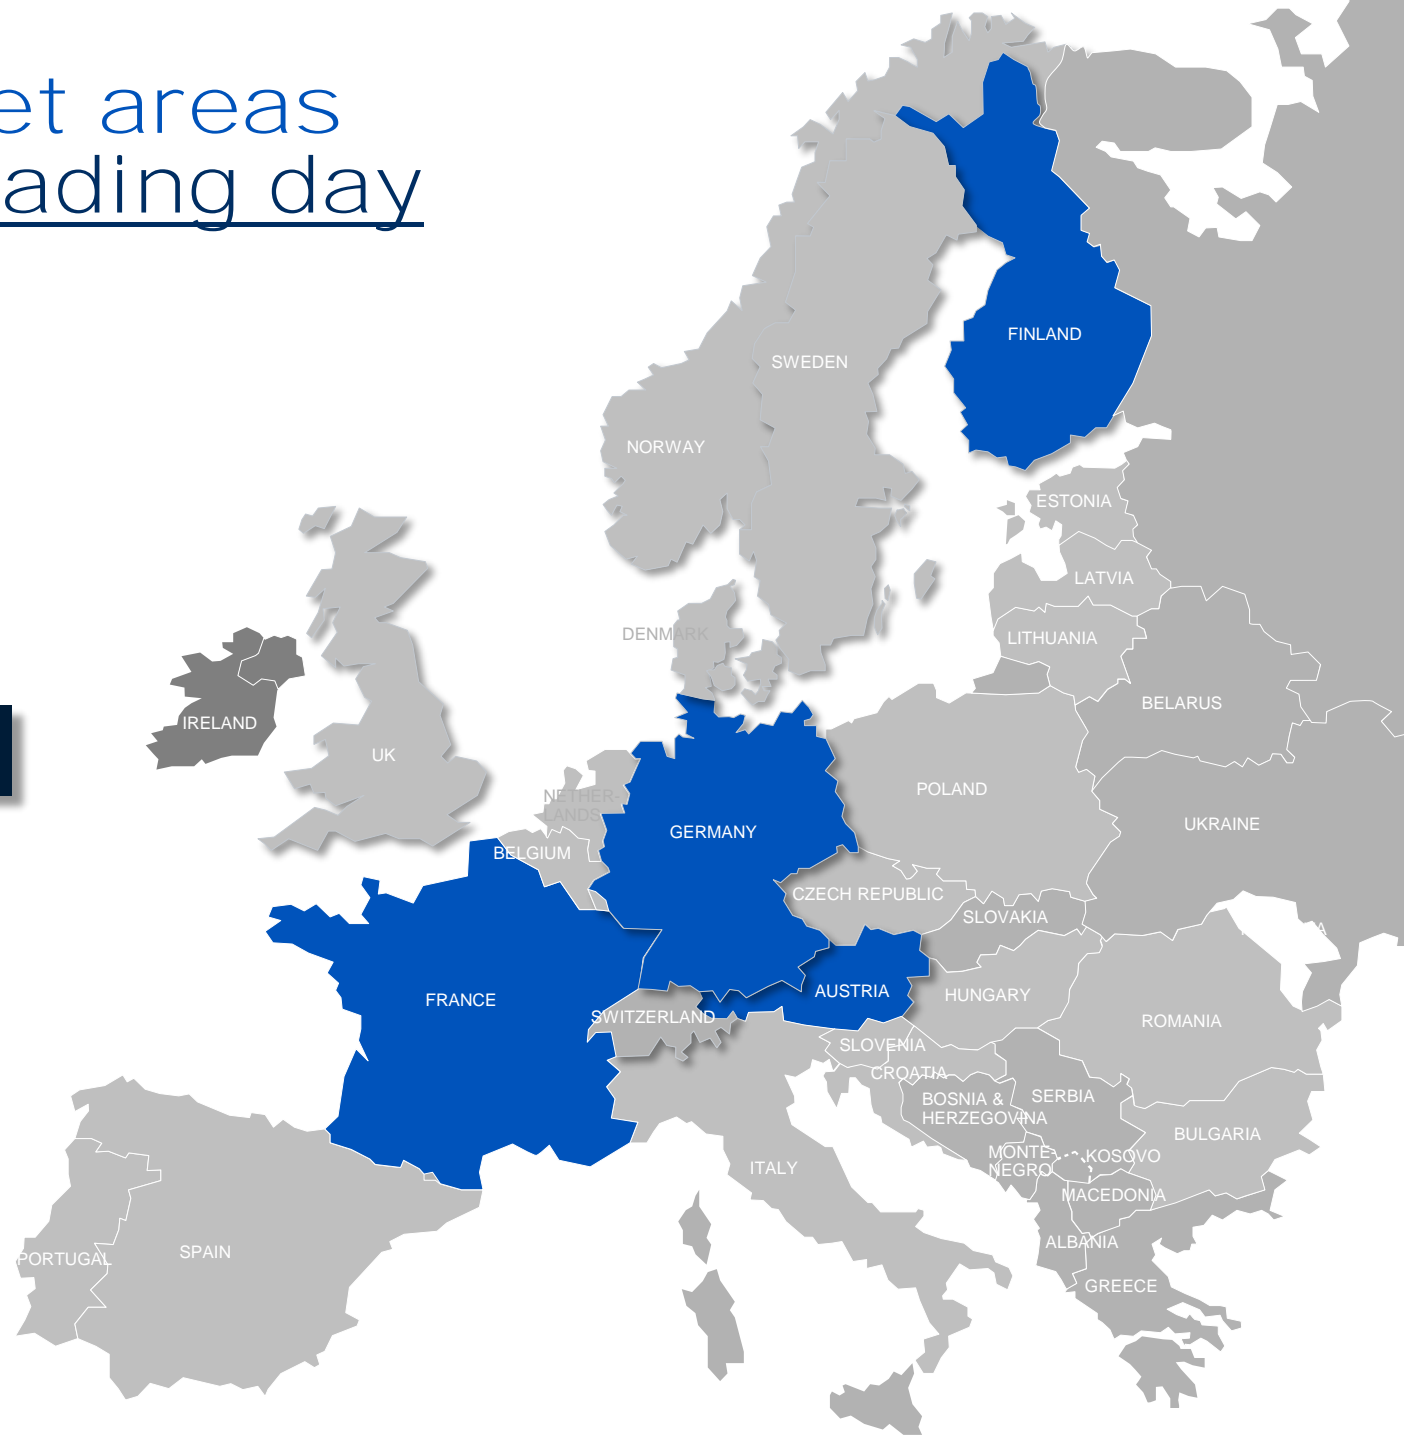 et areas
ading day
FINLAND
SWEDEN
NORWAY
ESTONIA
LATVIA
DENMARK
LITHUANIA
BELARUS
IRELAND
UK
POLAND
NETHER-
LANDS
UKRAINE
GERMANY
BELGIUM
CZECH REPUBLIC
SLOVAKIA
AUSTRIA
HUNGARY
FRANCE
SWITZERLAND
ROMANIA
SLOVENIA
CROATIA
BOSNIA &
HERZEGOVINA
SERBIA
BULGARIA
MONTE-
NEGRO
KOSOVO
ITALY
MACEDONIA
ALBANIA
SPAIN
PORTUGAL
GREECE